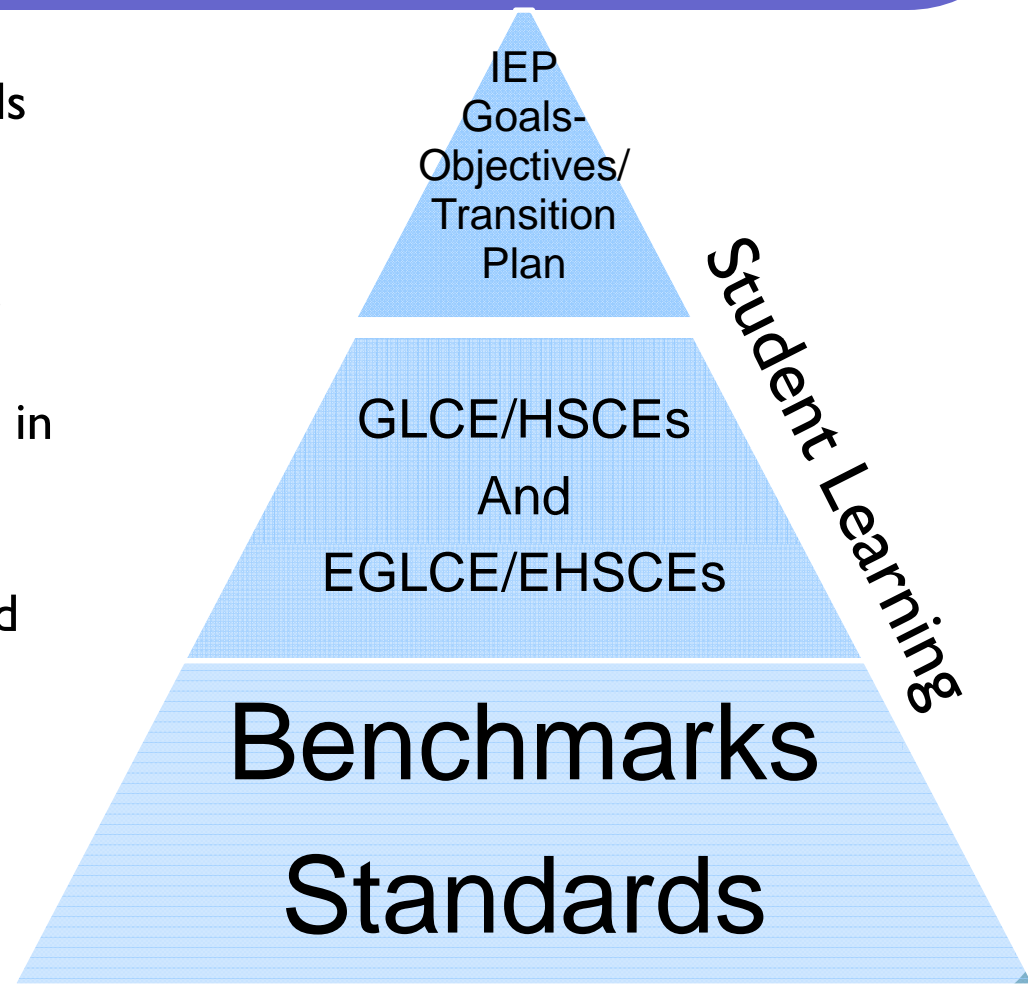 ls
in
d
IEP
Goals-
Objectives/
Transition
Plan
GLCE/HSCEs
And
EGLCE/EHSCEs
Benchmarks
Standards
Student Learning